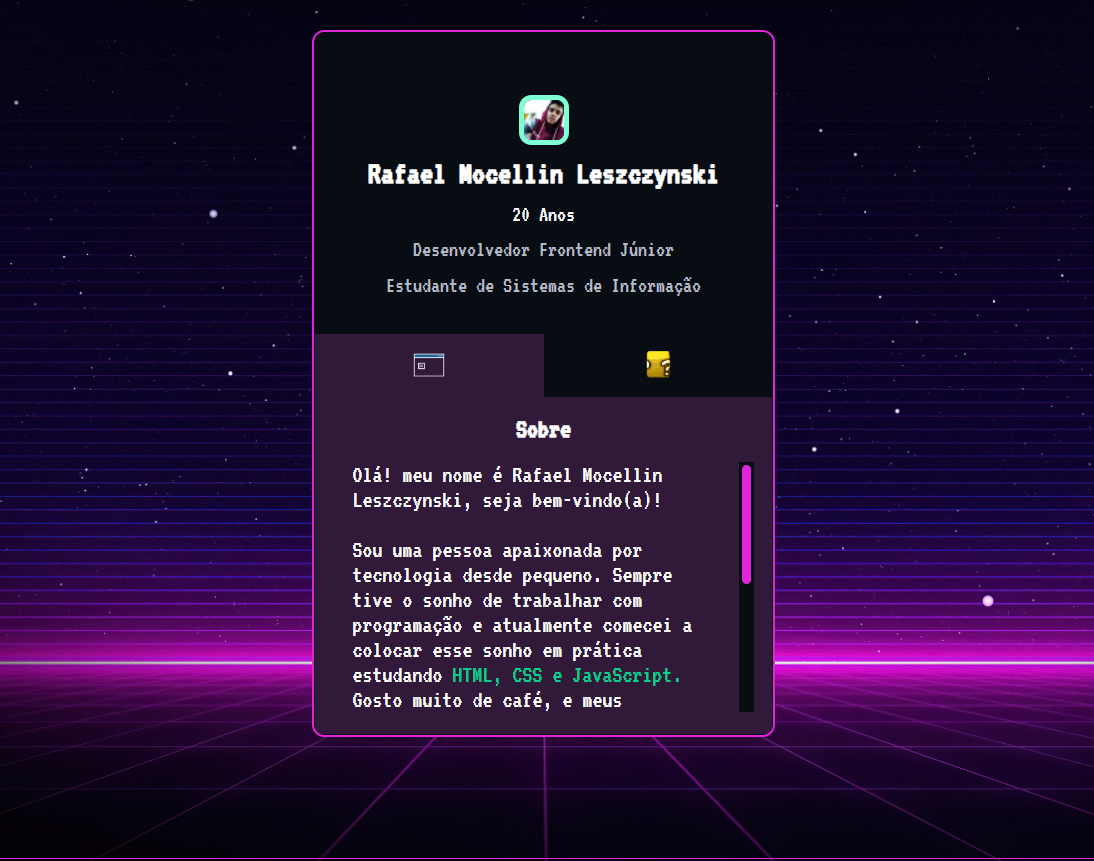 Rafael Mocellin Leszczynski
20 Anos
Desenvolvedor Frontend Júnior
Estudante de Sistemas de Informação
?
Sobre
Olá! meu nome é Rafael Mocellin
Leszczynski, seja bem-vindo(a)!
Sou uma pessoa apaixonada por
tecnologia desde pequeno. Sempre
tive o sonho de trabalhar com
programação e atualmente comecei a
colocar esse sonho em prática
estudando HTML, CSS e JavaScript.
Gosto muito de café, e meus